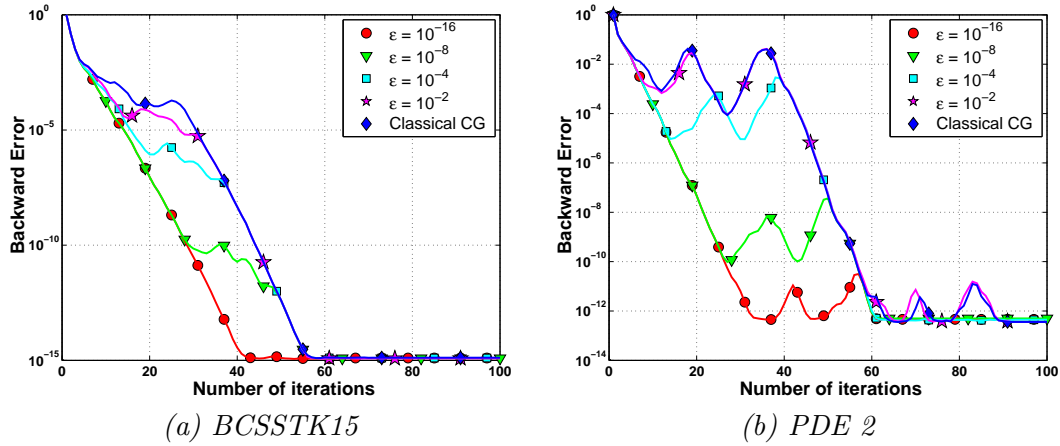 10^0
10^-5
10^-10
10^-15
Backward Error
0
20
40
60
80
100
Number of iterations
ε = 10^-16
ε = 10^-8
ε = 10^-4
ε = 10^-2
Classical CG
(a) BCSSTK15
10^0
10^-2
10^-4
10^-6
10^-8
10^-10
10^-12
10^-14
Backward Error
0
20
40
60
80
100
Number of iterations
ε = 10^-16
ε = 10^-8
ε = 10^-4
ε = 10^-2
Classical CG
(b) PDE 2